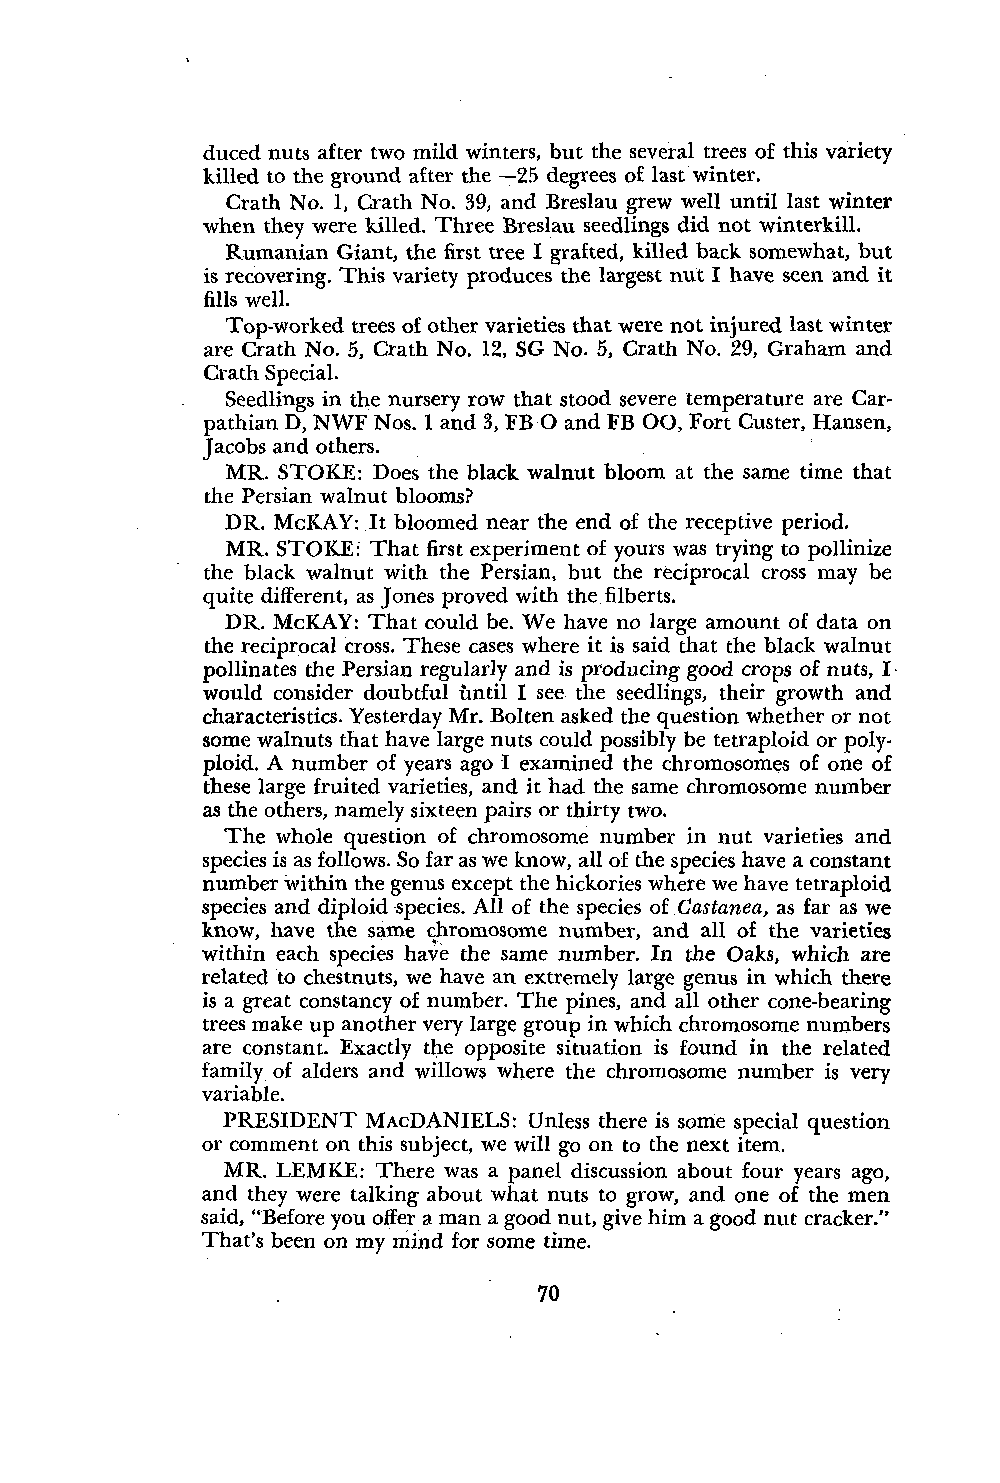 duced nuts after two mild winters, but the several trees of this variety
killed to the ground after the —25 degrees of last winter.
Crath No. 1, Crath No. 39, and Breslau grew well until last winter
when they were killed. Three Breslau seedlings did not winterkill.
Rumanian Giant, the first tree I grafted, killed back somewhat, but
is recovering. This variety produces the largest nut I have seen and it
fills well.
Top-worked trees of other varieties that were not injured last winter
are Crath No. 5, Crath No. 12, SG No. 5, Crath No. 29, Graham and
Crath Special.
Seedlings in the nursery row that stood severe temperature are Car-
pathian D, NWF Nos. 1 and 3, FB O and FB OO, Fort Custer, Hansen,
Jacobs and others.
MR. STOKE: Does the black walnut bloom at the same time that
the Persian walnut blooms?
DR. McKAY: It bloomed near the end of the receptive period.
MR. STOKE: That first experiment of yours was trying to pollinize
the black walnut with the Persian, but the reciprocal cross may be
quite different, as Jones proved with the filberts.
DR. McKAY: That could be. We have no large amount of data on
the reciprocal cross. These cases where it is said that the black walnut
pollinates the Persian regularly and is producing good crops of nuts, I
would consider doubtful until I see the seedlings, their growth and
characteristics. Yesterday Mr. Bolten asked the question whether or not
some walnuts that have large nuts could possibly be tetraploid or poly-
ploid. A number of years ago I examined the chromosomes of one of
these large fruited varieties, and it had the same chromosome number
as the others, namely sixteen pairs or thirty two.
The whole question of chromosome number in nut varieties and
species is as follows. So far as we know, all of the species have a constant
number within the genus except the hickories where we have tetraploid
species and diploid species. All of the species of Castanea, as far as we
know, have the same chromosome number, and all of the varieties
within each species have the same number. In the Oaks, which are
related to chestnuts, we have an extremely large genus in which there
is a great constancy of number. The pines, and all other cone-bearing
trees make up another very large group in which chromosome numbers
are constant. Exactly the opposite situation is found in the related
family of alders and willows where the chromosome number is very
variable.
PRESIDENT MacDANIELS: Unless there is some special question
or comment on this subject, we will go on to the next item.
MR. LEMKE: There was a panel discussion about four years ago,
and they were talking about what nuts to grow, and one of the men
said, "Before you offer a man a good nut, give him a good nut cracker."
That's been on my mind for some time.
70